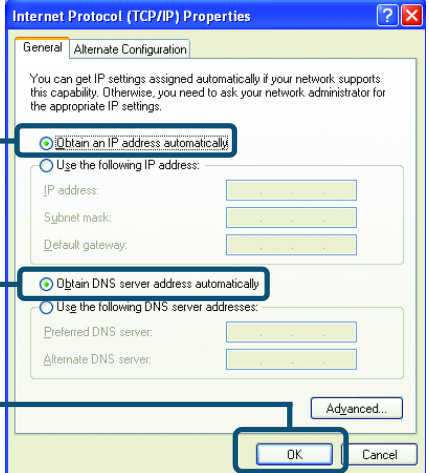 Internet Protocol (TCP/IP) Properties
General
Alternate Configuration
You can get IP settings assigned automatically if your network supports
this capability. Otherwise, you need to ask your network administrator for
the appropriate IP settings.
Obtain an IP address automatically
Use the following IP address:
IP address:
Subnet mask:
Default gateway:
Obtain DNS server address automatically
Use the following DNS server addresses:
Preferred DNS server:
Alternate DNS server:
Advanced...
OK
Cancel